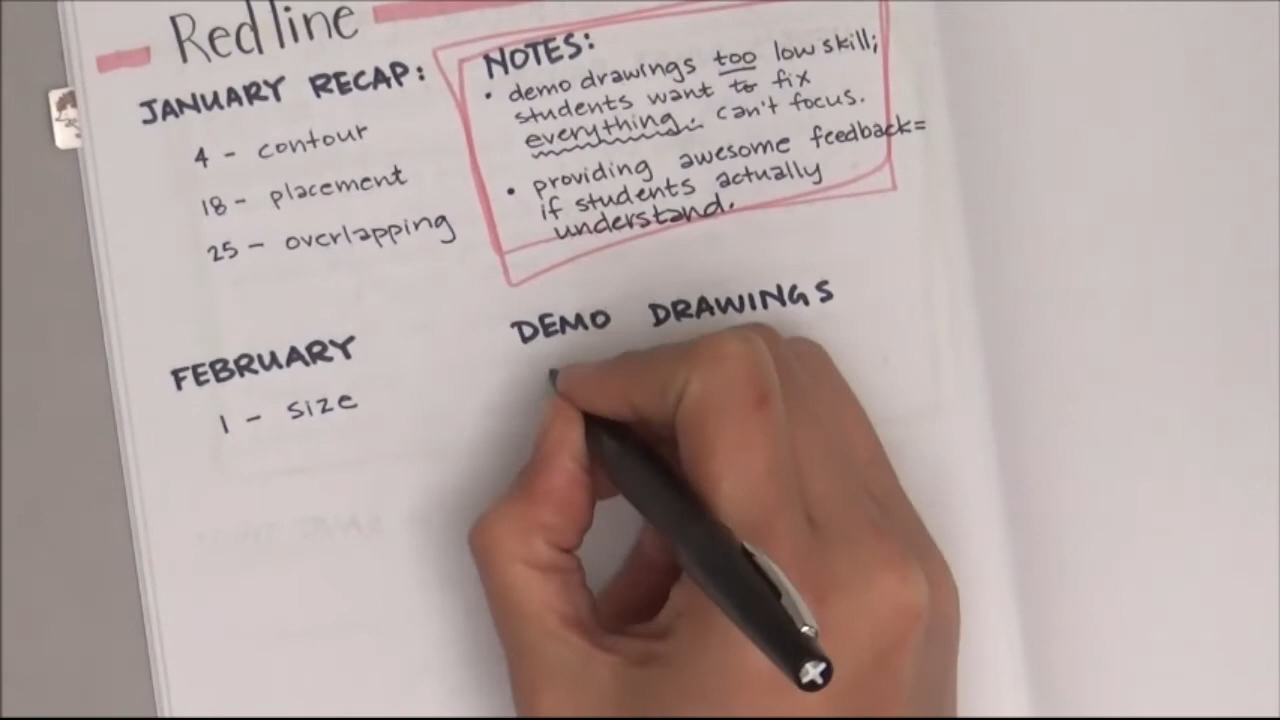 Redline
JANUARY RECAP:
4 - contour
18 - placement
25 - overlapping
NOTES:
• demo drawings too low skill;
students want to fix
everything. can't focus.
• providing awesome feedback=
if students actually
understand.
FEBRUARY
1 - size
DEMO DRAWINGS